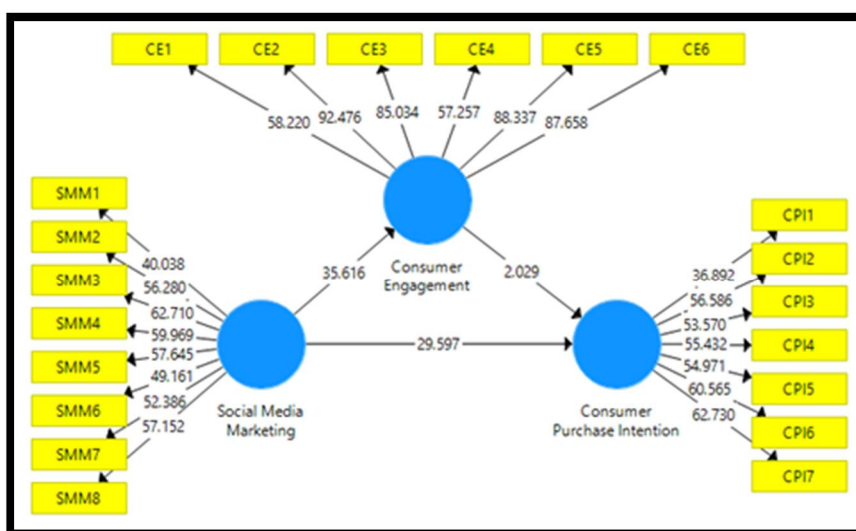 CE1 CE2 CE3 CE4 CE5 CE6
58.220 92.476 85.034 57.257 88.337 87.658
Consumer
Engagement
35.616
2.029
SMM1
SMM2
SMM3
SMM4
SMM5
SMM6
SMM7
SMM8
40.038
56.280
62.710
59.969
57.645
49.161
52.386
57.152
Social Media
Marketing
29.597
Consumer
Purchase Intention
36.892
56.586
53.570
55.432
54.971
60.565
62.730
CPI1
CPI2
CPI3
CPI4
CPI5
CPI6
CPI7